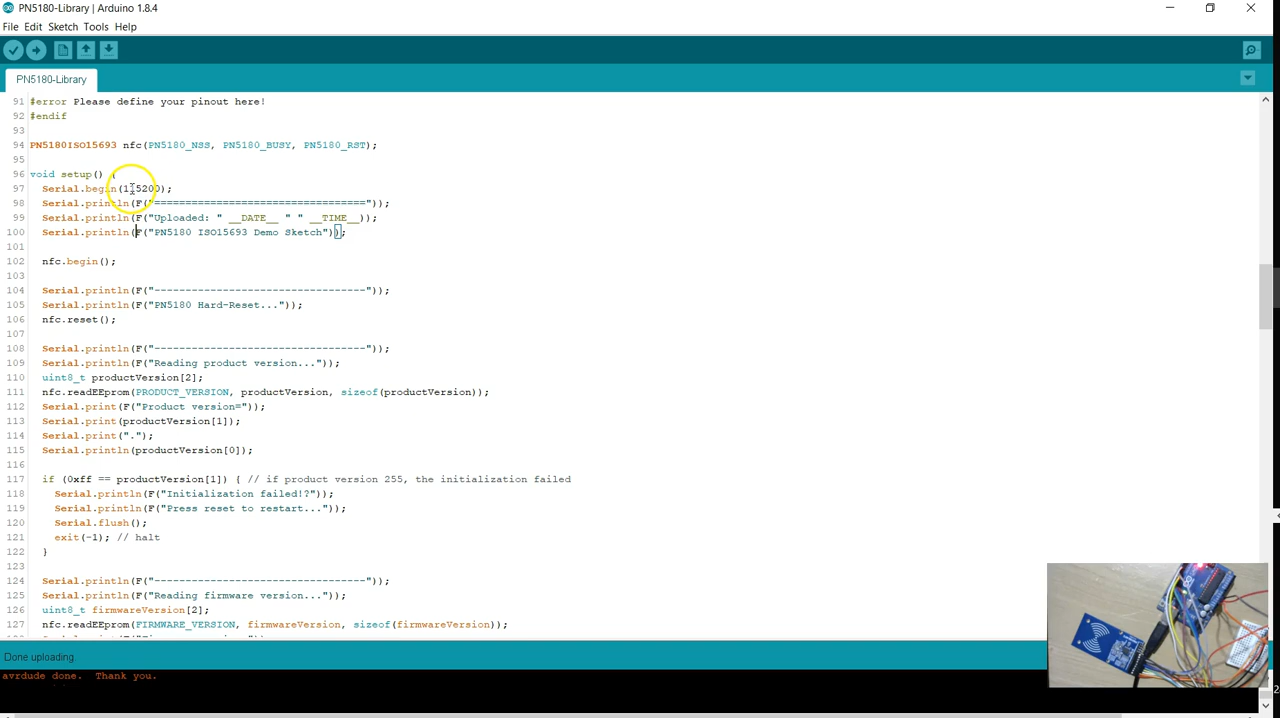 PN5180-Library | Arduino 1.8.4
File Edit Sketch Tools Help
PN5180-Library
91 #error Please define your pinout here!
92 #endif
93
94 PN5180ISO15693 nfc(PN5180_NSS, PN5180_BUSY, PN5180_RST);
95
96 void setup() {
97 Serial.begin(115200);
98 Serial.println(F("=================================="));
99 Serial.println(F("Uploaded: " __DATE__ " " __TIME__));
100 Serial.println(F("PN5180 ISO15693 Demo Sketch"));
101
102 nfc.begin();
103
104 Serial.println(F("----------------------------------"));
105 Serial.println(F("PN5180 Hard-Reset..."));
106 nfc.reset();
107
108 Serial.println(F("----------------------------------"));
109 Serial.println(F("Reading product version..."));
110 uint8_t productVersion[2];
111 nfc.readEEprom(PRODUCT_VERSION, productVersion, sizeof(productVersion));
112 Serial.print(F("Product version="));
113 Serial.print(productVersion[1]);
114 Serial.print(".");
115 Serial.println(productVersion[0]);
116
117 if (0xff == productVersion[1]) { // if product version 255, the initialization failed
118 Serial.println(F("Initialization failed!?"));
119 Serial.println(F("Press reset to restart..."));
120 Serial.flush();
121 exit(-1); // halt
122 }
123
124 Serial.println(F("----------------------------------"));
125 Serial.println(F("Reading firmware version..."));
126 uint8_t firmwareVersion[2];
127 nfc.readEEprom(FIRMWARE_VERSION, firmwareVersion, sizeof(firmwareVersion));
Done uploading.
avrdude done. Thank you.